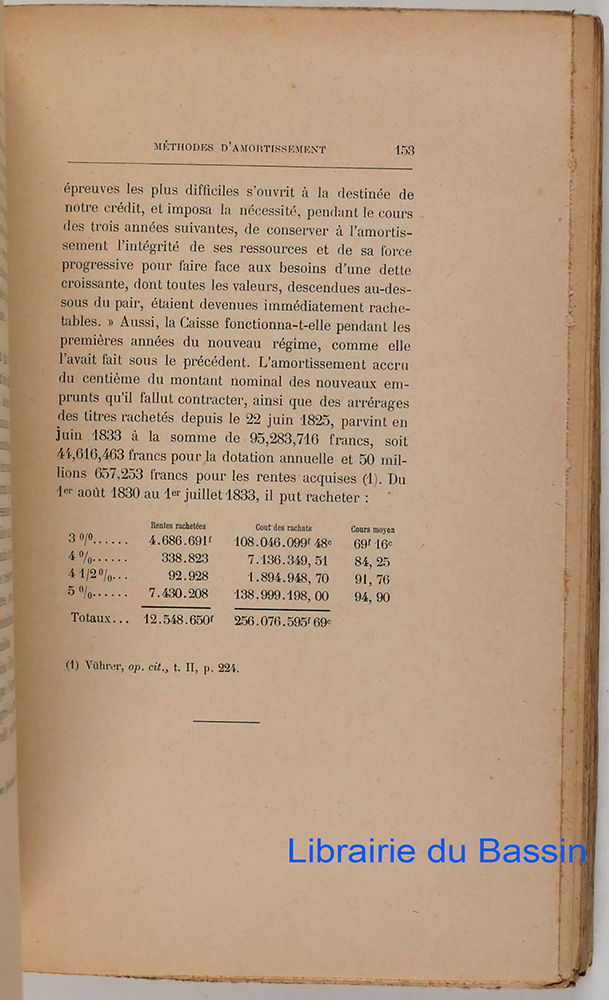 MÉTHODES D'AMORTISSEMENT 153
épreuves les plus difficiles s'ouvrit à la destinée de
notre crédit, et imposa la nécessité, pendant le cours
des trois années suivantes, de conserver à l'amortis-
sement l'intégrité de ses ressources et de sa force
progressive pour faire face aux besoins d'une dette
croissante, dont toutes les valeurs, descendues au-des-
sous du pair, étaient devenues immédiatement rache-
tables. » Aussi, la Caisse fonctionna-t-elle pendant les
premières années du nouveau régime, comme elle
l'avait fait sous le précédent. L'amortissement accru
du centième du montant nominal des nouveaux em-
prunts qu'il fallut contracter, ainsi que des arrérages
des titres rachetés depuis le 22 juin 1825, parvint en
juin 1833 à la somme de 95,283,716 francs, soit
44,616,463 francs pour la dotation annuelle et 50 mil-
lions 657,253 francs pour les rentes acquises (1). Du
1er août 1830 au 1er juillet 1833, il put racheter :
Rentes rachetées Cout des rachats Cours moyen
3 0/0...... 4.686.691f 108.046.099f 48c 69f 16c
4 0/0...... 338.823 7.136.349, 51 84, 25
4 1/2 0/0... 92.928 1.894.948, 70 91, 76
5 0/0...... 7.430.208 138.999.198, 00 94, 90
Totaux... 12.548.650f 256.076.595f 69c
(1) Vührer, op. cit., t. II, p. 224.
Librairie du Bassin